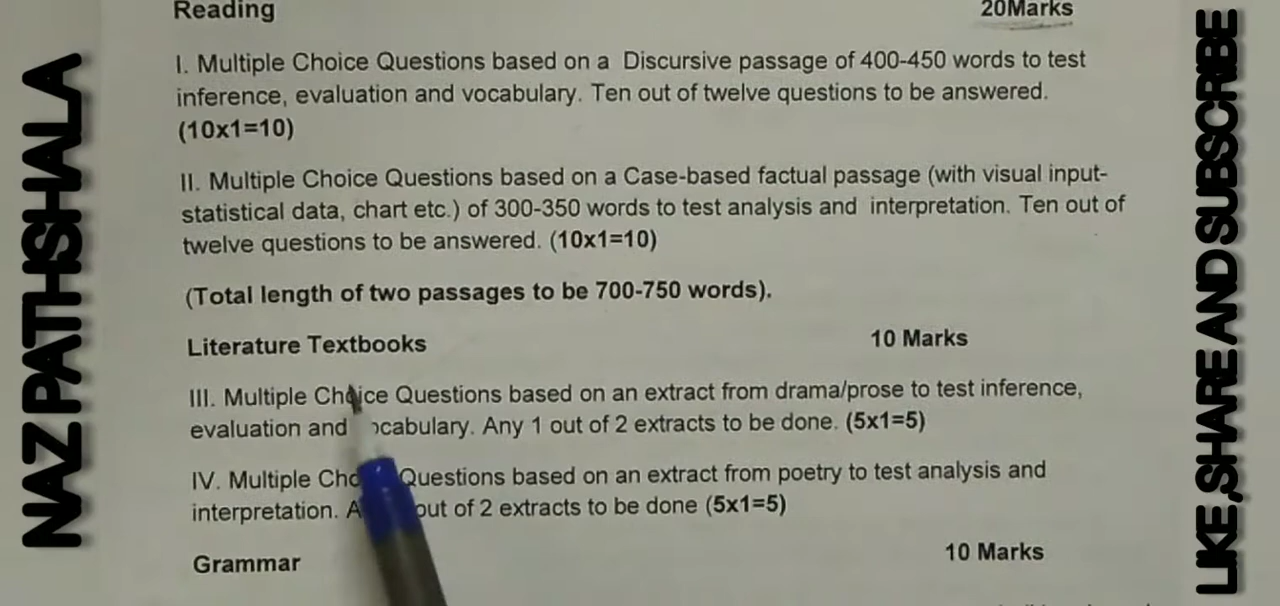 NAZ PATHSHALA
Reading 20Marks
I. Multiple Choice Questions based on a Discursive passage of 400-450 words to test
inference, evaluation and vocabulary. Ten out of twelve questions to be answered.
(10x1=10)
II. Multiple Choice Questions based on a Case-based factual passage (with visual input-
statistical data, chart etc.) of 300-350 words to test analysis and interpretation. Ten out of
twelve questions to be answered. (10x1=10)
(Total length of two passages to be 700-750 words).
Literature Textbooks 10 Marks
III. Multiple Choice Questions based on an extract from drama/prose to test inference,
evaluation and ocabulary. Any 1 out of 2 extracts to be done. (5x1=5)
IV. Multiple Cho Questions based on an extract from poetry to test analysis and
interpretation. A out of 2 extracts to be done (5x1=5)
Grammar 10 Marks
LIKE,SHARE AND SUBSCRIBE